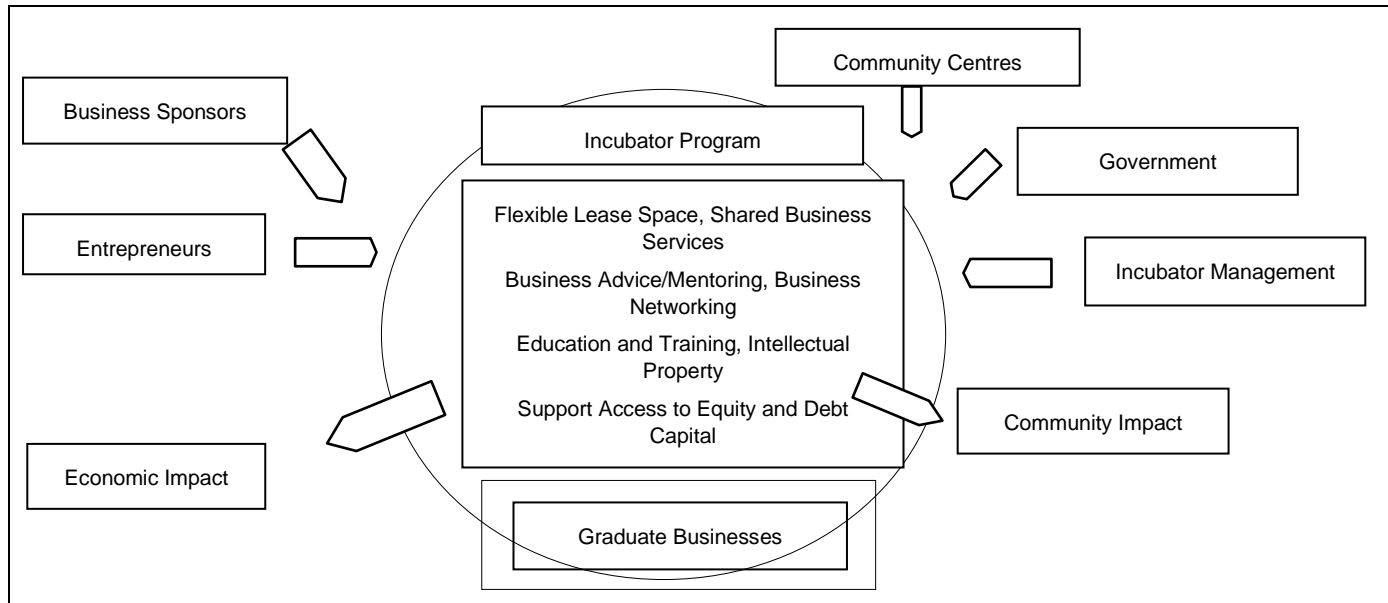 Community Centres
Business Sponsors
Incubator Program
Government
Flexible Lease Space, Shared Business
Services
Entrepreneurs
Incubator Management
Business Advice/Mentoring, Business
Networking
Education and Training, Intellectual
Property
Support Access to Equity and Debt
Capital
Community Impact
Economic Impact
Graduate Businesses